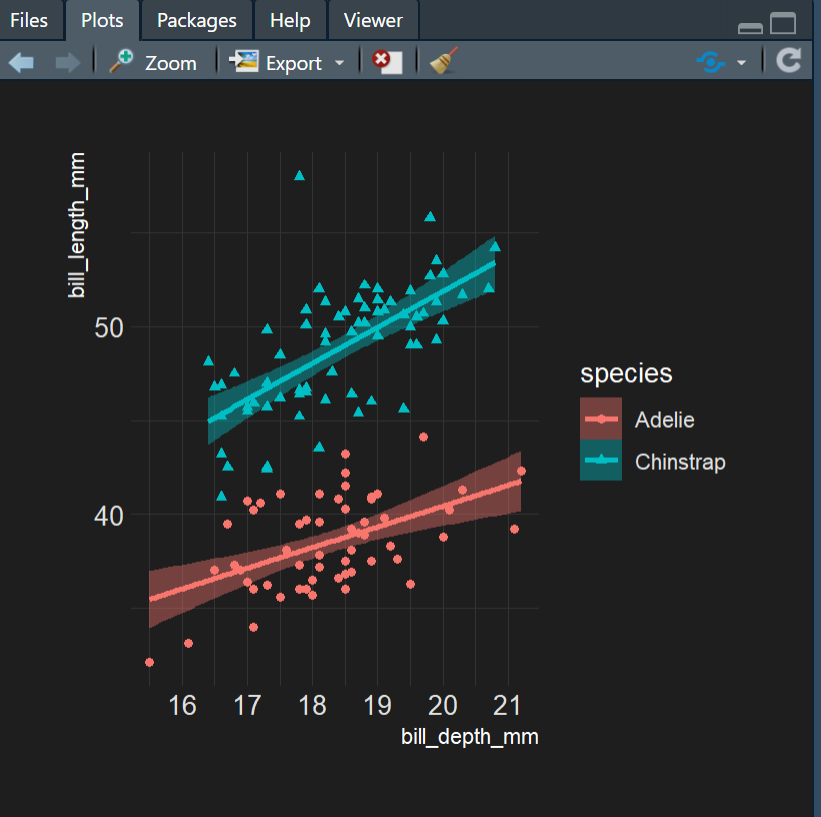 Files Plots Packages Help Viewer
Zoom Export
bill_length_mm
50
40
16 17 18 19 20 21
bill_depth_mm
species
Adelie
Chinstrap